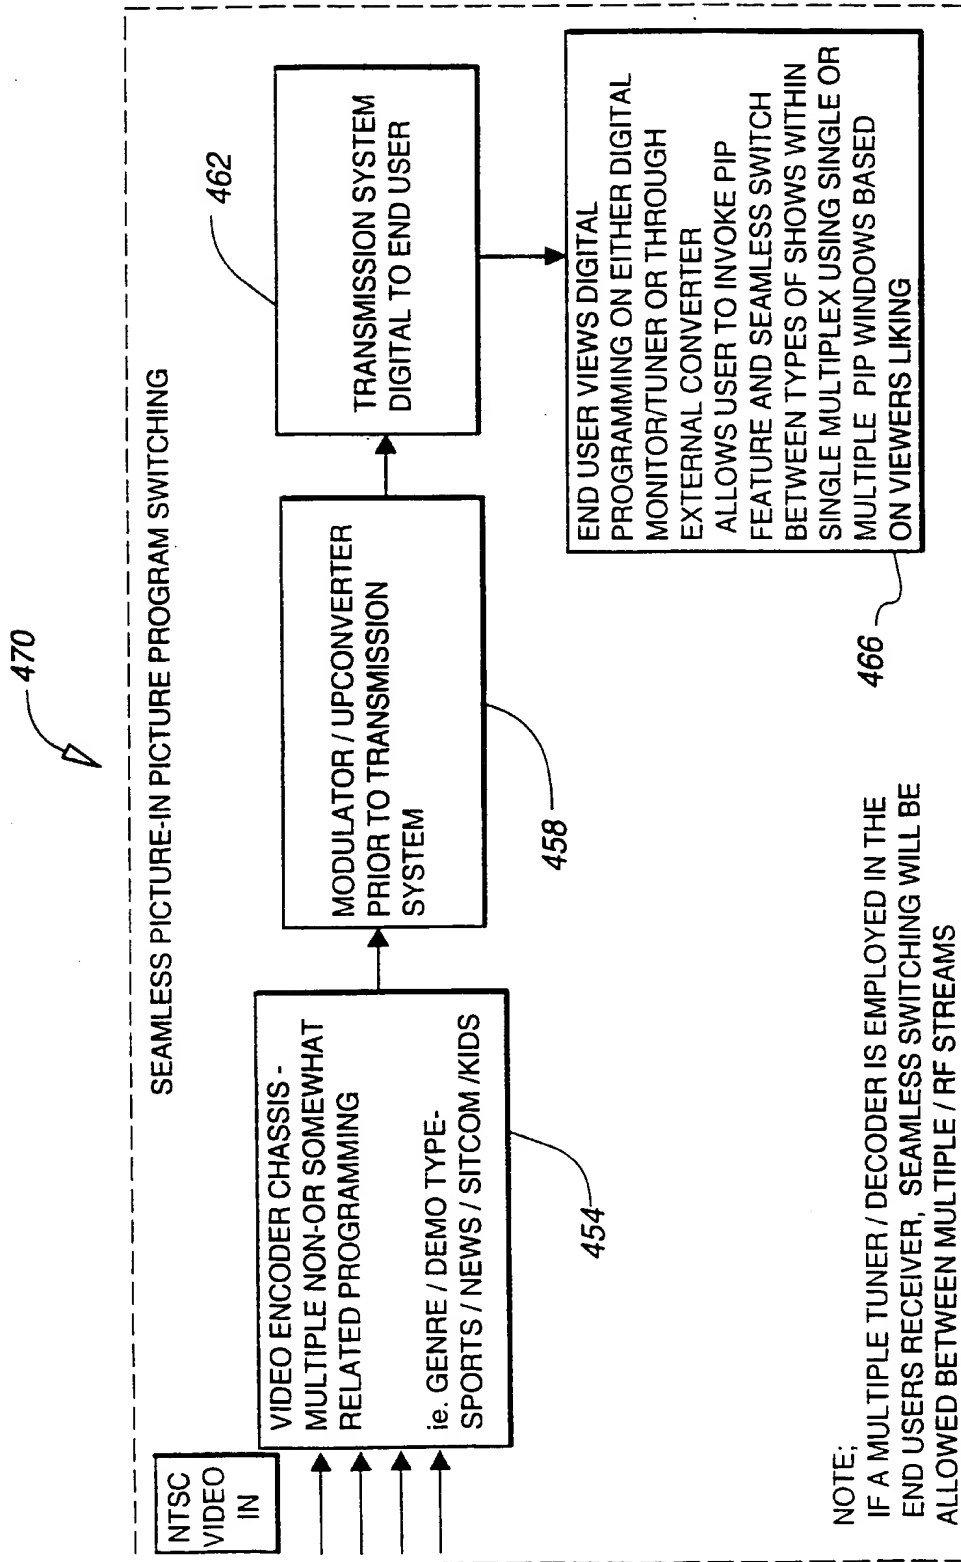 470
SEAMLESS PICTURE-IN PICTURE PROGRAM SWITCHING
NTSC
VIDEO
IN
VIDEO ENCODER CHASSIS -
MULTIPLE NON-OR SOMEWHAT
RELATED PROGRAMMING
ie. GENRE / DEMO TYPE-
SPORTS / NEWS / SITCOM /KIDS
454
MODULATOR / UPCONVERTER
PRIOR TO TRANSMISSION
SYSTEM
458
TRANSMISSION SYSTEM
DIGITAL TO END USER
462
END USER VIEWS DIGITAL
PROGRAMMING ON EITHER DIGITAL
MONITOR/TUNER OR THROUGH
EXTERNAL CONVERTER
ALLOWS USER TO INVOKE PIP
FEATURE AND SEAMLESS SWITCH
BETWEEN TYPES OF SHOWS WITHIN
SINGLE MULTIPLEX USING SINGLE OR
MULTIPLE PIP WINDOWS BASED
ON VIEWERS LIKING
466
NOTE;
IF A MULTIPLE TUNER / DECODER IS EMPLOYED IN THE
END USERS RECEIVER, SEAMLESS SWITCHING WILL BE
ALLOWED BETWEEN MULTIPLE / RF STREAMS